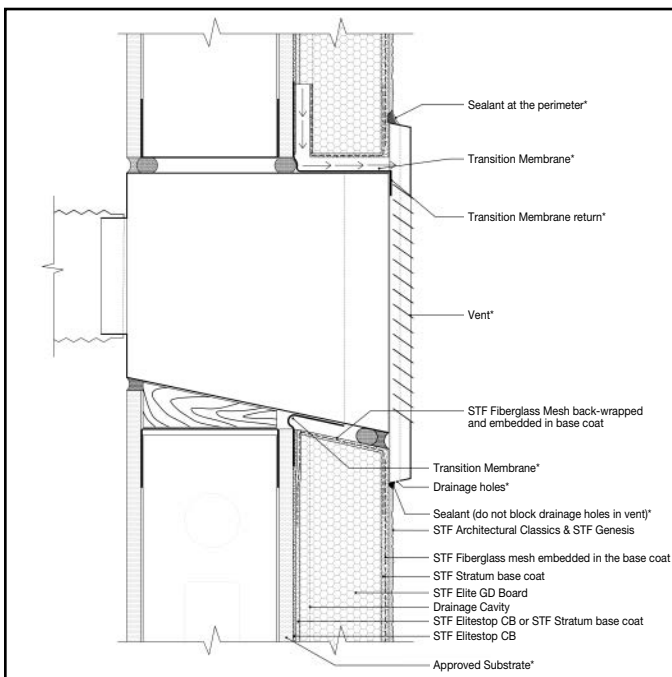 Sealant at the perimeter*
Transition Membrane*
Transition Membrane return*
Vent*
STF Fiberglass Mesh back-wrapped
and embedded in base coat
Transition Membrane*
Drainage holes*
Sealant (do not block drainage holes in vent)*
STF Architectural Classics & STF Genesis
STF Fiberglass mesh embedded in the base coat
STF Stratum base coat
STF Elite GD Board
Drainage Cavity
STF Elitestop CB or STF Stratum base coat
STF Elitestop CB
Approved Substrate*